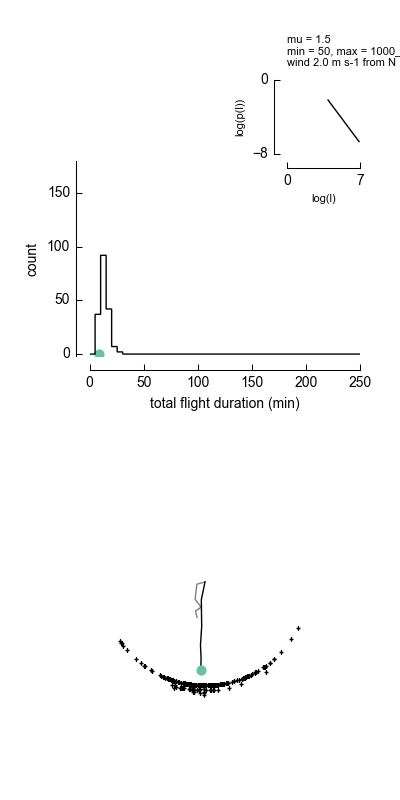 mu = 1.5
min = 50, max = 1000_
wind 2.0 m s-1 from N
0
−8
log(p(l))
0 7
log(l)
150
100
50
0
count
0 50 100 150 200 250
total flight duration (min)